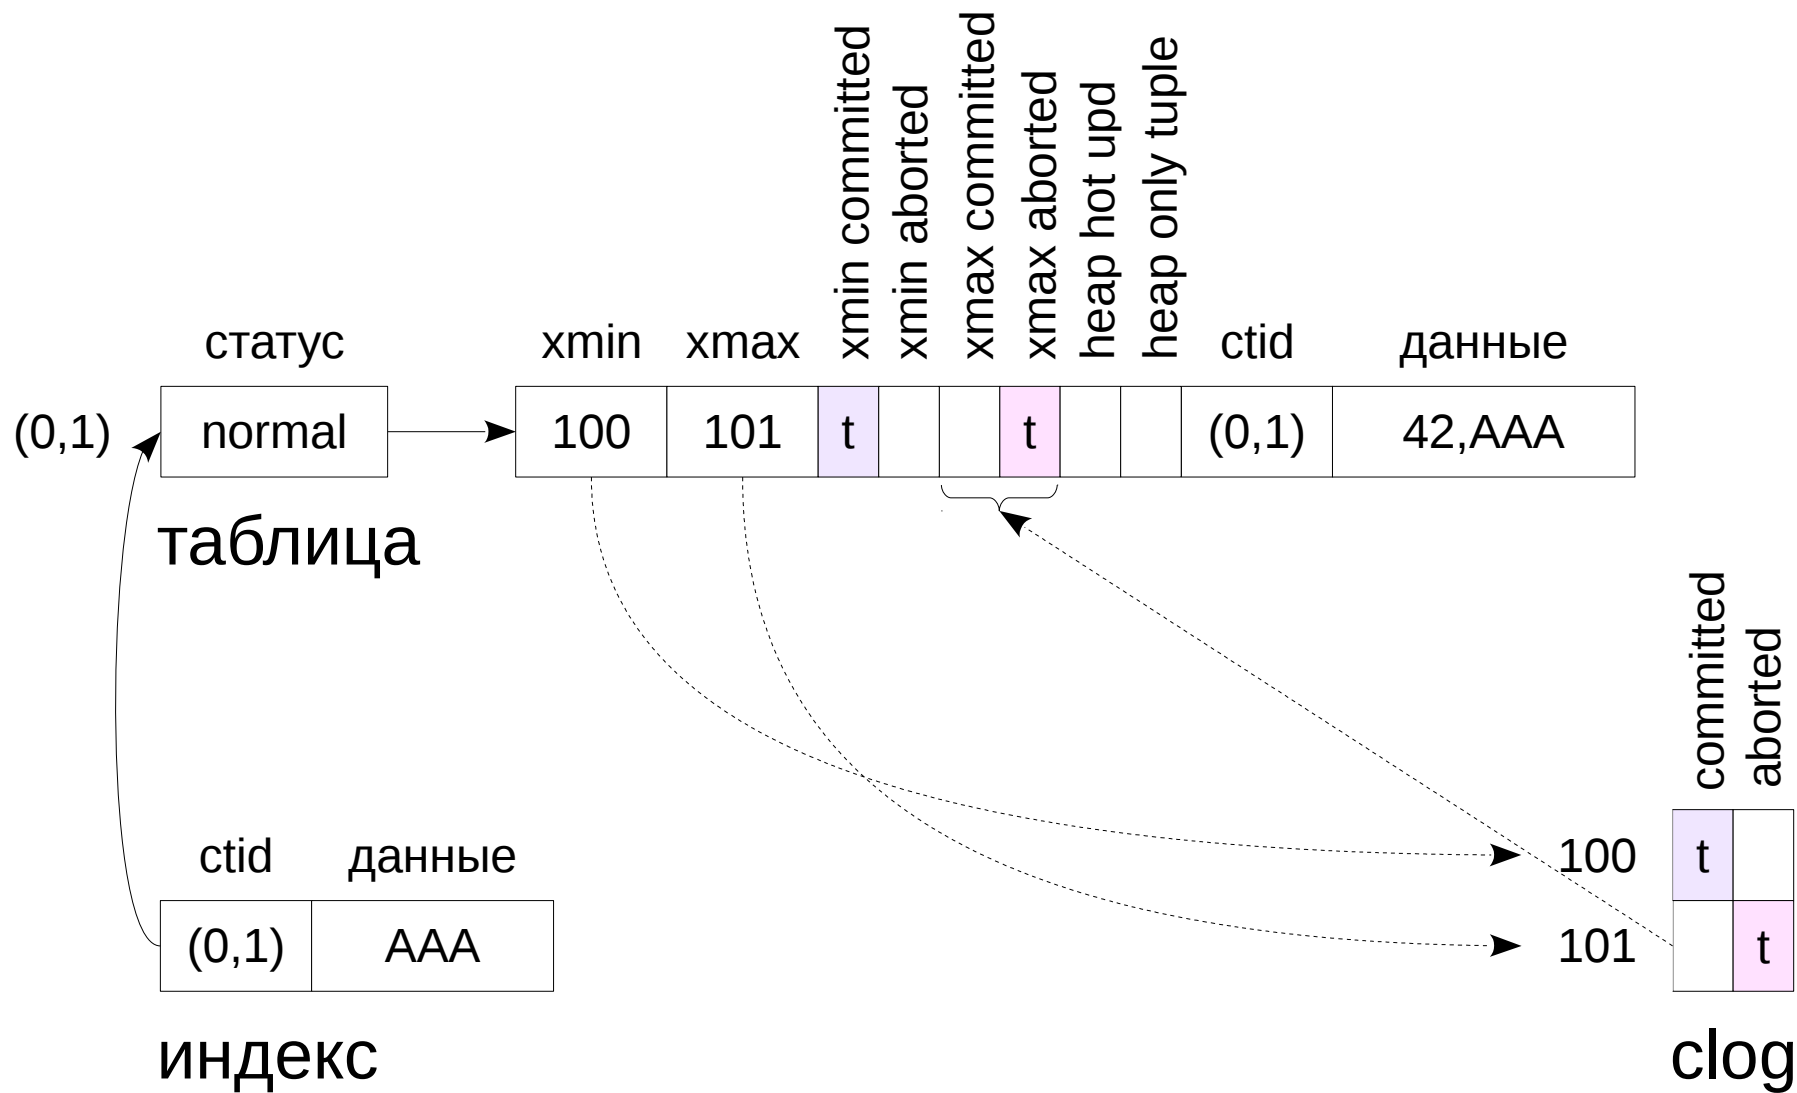 xmin committed
xmin aborted
xmax committed
xmax aborted
heap hot upd
heap only tuple
статус xmin xmax ctid данные
(0,1) normal 100 101 t t (0,1) 42,AAA
таблица
committed
aborted
ctid данные 100 t
(0,1) AAA 101 t
индекс clog